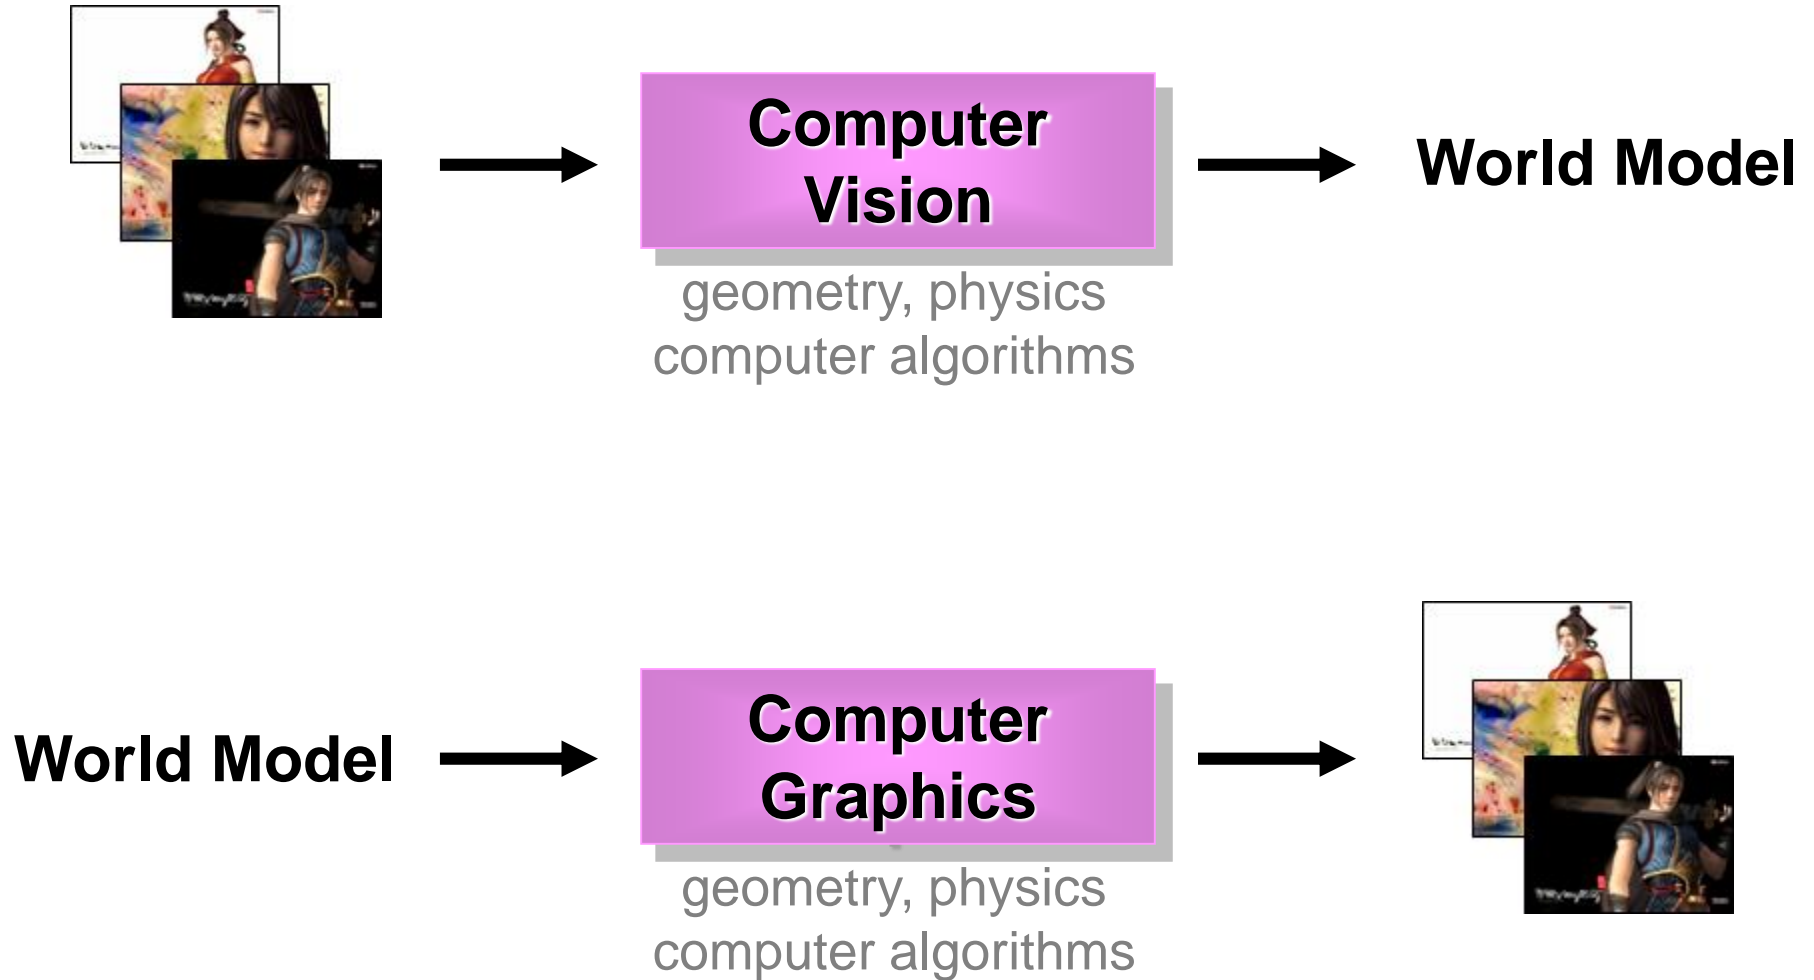 Computer
Vision
World Model
geometry, physics
computer algorithms
World Model
Computer
Graphics
geometry, physics
computer algorithms